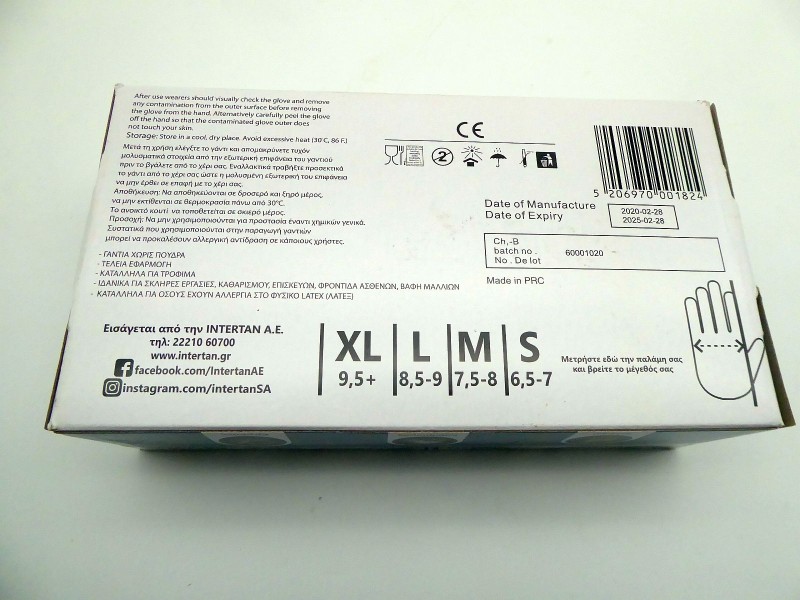 After use wearers should visually check the glove and remove
any contamination from the outer surface before removing
the glove from the hand. Alternatively carefully peel the glove
off the hand so that the contaminated glove outer does
not touch your skin.
Storage: Store in a cool, dry place. Avoid excessive heat (30°C, 86 F.)
Μετά τη χρήση ελέγξτε το γάντι και απομακρύνετε τυχόν
μολυσματικά στοιχεία από την εξωτερική επιφάνεια του γαντιού
πριν το βγάλετε από το χέρι σας. Εναλλακτικά τραβήξτε προσεκτικά
το γάντι από το χέρι σας ώστε η μολυσμένη εξωτερική του επιφάνεια
να μην έρθει σε επαφή με το χέρι σας.
Αποθήκευση: Να αποθηκεύονται σε δροσερό και ξηρό μέρος,
να μην εκτίθενται σε θερμοκρασία πάνω από 30°C.
Το ανοικτο κουτί να τοποθετείται σε σκιερό μέρος.
Προσοχή: Να μην χρησιμοποιούνται για προστασία έναντι χημικών γενικά.
Συστατικά που χρησιμοποιούνται στην παραγωγή γαντιών
μπορεί να προκαλέσουν αλλεργική αντίδραση σε κάποιους χρήστες.
- ΓΑΝΤΙΑ ΧΩΡΙΣ ΠΟΥΔΡΑ
- ΤΕΛΕΙΑ ΕΦΑΡΜΟΓΗ
- ΚΑΤΑΛΛΗΛΑ ΓΙΑ ΤΡΟΦΙΜΑ
- ΙΔΑΝΙΚΑ ΓΙΑ ΣΚΛΗΡΕΣ ΕΡΓΑΣΙΕΣ, ΚΑΘΑΡΙΣΜΟΥ, ΕΠΙΣΚΕΥΩΝ, ΦΡΟΝΤΙΔΑ ΑΣΘΕΝΩΝ, ΒΑΦΗ ΜΑΛΛΙΩΝ
- ΚΑΤΑΛΛΗΛΑ ΓΙΑ ΟΣΟΥΣ ΕΧΟΥΝ ΑΛΛΕΡΓΙΑ ΣΤΟ ΦΥΣΙΚΟ LATEX (ΛΑΤΕΞ)
CE
2
5 206970 001824
Date of Manufacture 2020-02-28
Date of Expiry 2025-02-28
Ch,-B
batch no . 60001020
No . De lot
Made in PRC
Εισάγεται από την INTERTAN A.E.
τηλ: 22210 60700
www.intertan.gr
facebook.com/IntertanAE
instagram.com/intertanSA
XL L M S
9,5+ 8,5-9 7,5-8 6,5-7
Μετρήστε εδώ την παλάμη σας
και βρείτε το μέγεθός σας